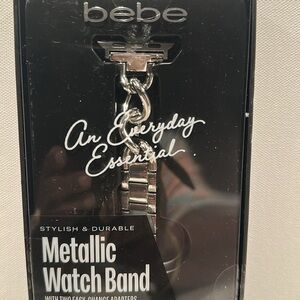 bebe
An Everyday
Essential.
STYLISH & DURABLE
Metallic
Watch Band
WITH TWO EASY-CHANGE ADAPTERS